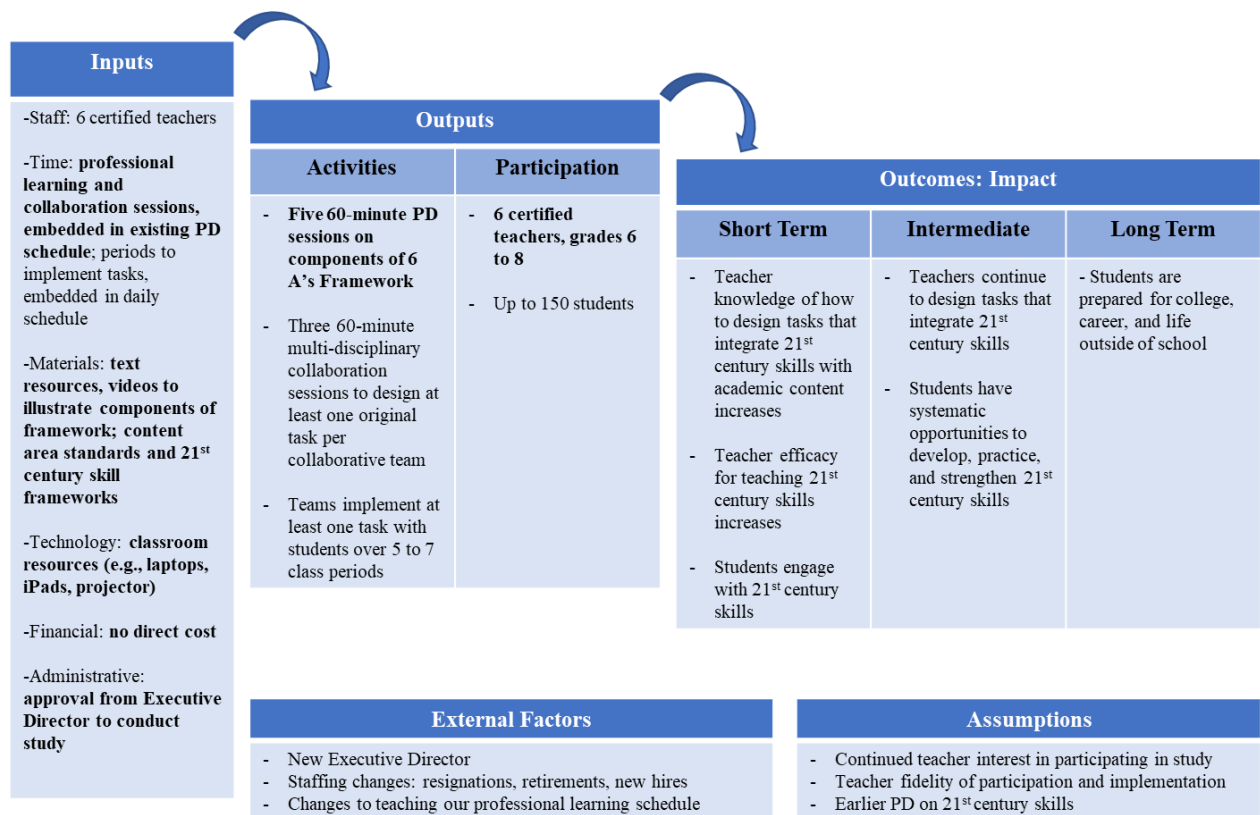 Inputs
-Staff: 6 certified teachers
-Time: professional
learning and
collaboration sessions,
embedded in existing PD
schedule; periods to
implement tasks,
embedded in daily
schedule
-Materials: text
resources, videos to
illustrate components of
framework; content
area standards and 21st
century skill
frameworks
-Technology: classroom
resources (e.g., laptops,
iPads, projector)
-Financial: no direct cost
-Administrative:
approval from Executive
Director to conduct
study
Outputs
Activities
- Five 60-minute PD
sessions on
components of 6
A's Framework
- Three 60-minute
multi-disciplinary
collaboration
sessions to design at
least one original
task per
collaborative team
- Teams implement at
least one task with
students over 5 to 7
class periods
Participation
- 6 certified
teachers, grades 6
to 8
- Up to 150 students
Outcomes: Impact
Short Term
- Teacher
knowledge of how
to design tasks that
integrate 21st
century skills with
academic content
increases
- Teacher efficacy
for teaching 21st
century skills
increases
- Students engage
with 21st century
skills
Intermediate
- Teachers continue
to design tasks that
integrate 21st
century skills
- Students have
systematic
opportunities to
develop, practice,
and strengthen 21st
century skills
Long Term
- Students are
prepared for college,
career, and life
outside of school
External Factors
- New Executive Director
- Staffing changes: resignations, retirements, new hires
- Changes to teaching our professional learning schedule
Assumptions
- Continued teacher interest in participating in study
- Teacher fidelity of participation and implementation
- Earlier PD on 21st century skills